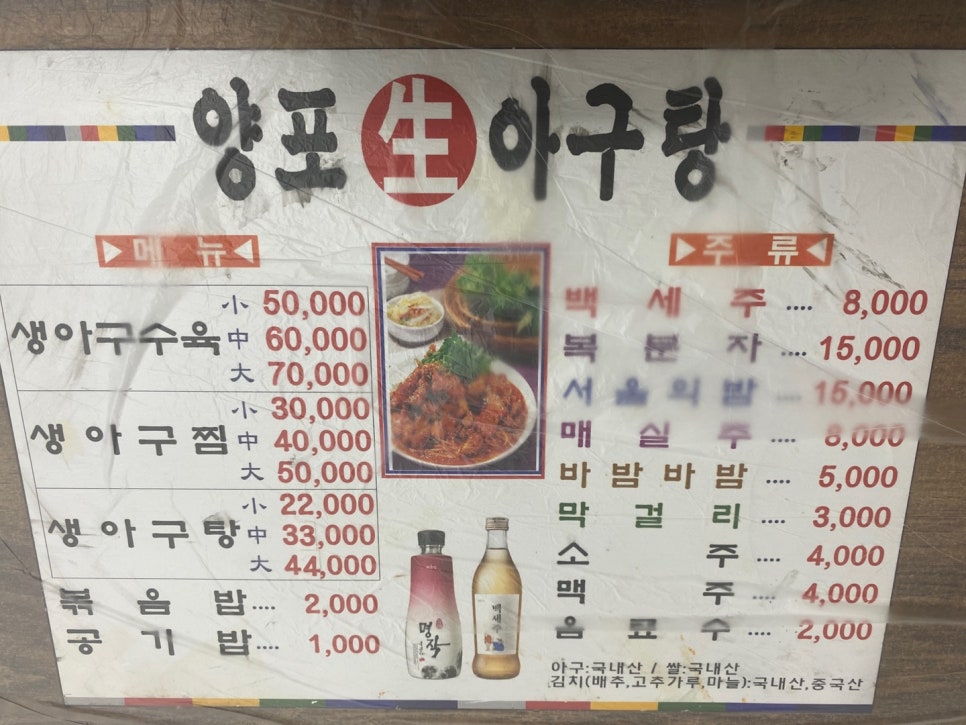 양포 生 아구탕
▷메 뉴◁
생아구수육 小 50,000
中 60,000
大 70,000
생아구찜 小 30,000
中 40,000
大 50,000
생아구탕 小 22,000
中 33,000
大 44,000
볶음밥.... 2,000
공기밥.... 1,000
▷주 류◁
백세주.... 8,000
복분자.... 15,000
서울의밤.... 15,000
매실주.... 8,000
바밤바밤.... 5,000
막걸리.... 3,000
소주.... 4,000
맥주.... 4,000
음료수.... 2,000
명작
백세주
아구:국내산 / 쌀:국내산
김치(배추,고추가루,마늘):국내산,중국산